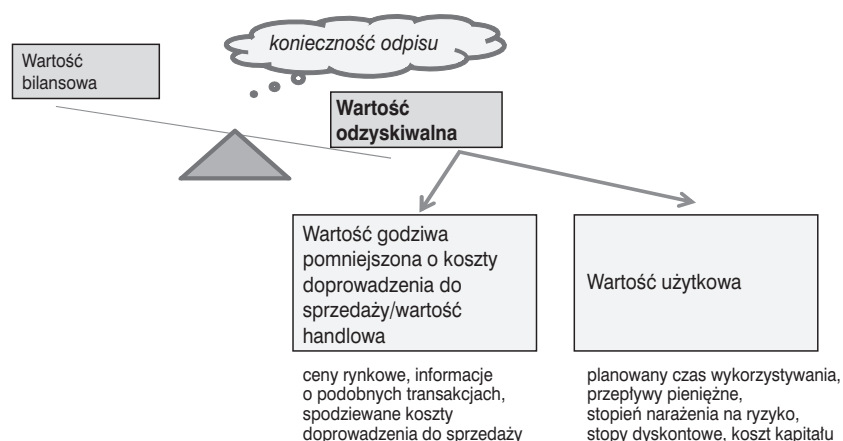 konieczność odpisu
Wartość
bilansowa
Wartość
odzyskiwalna
Wartość godziwa
pomniejszona o koszty
doprowadzenia do
sprzedaży/wartość
handlowa
Wartość użytkowa
ceny rynkowe, informacje
o podobnych transakcjach,
spodziewane koszty
doprowadzenia do sprzedaży
planowany czas wykorzystywania,
przepływy pieniężne,
stopień narażenia na ryzyko,
stopy dyskontowe, koszt kapitału